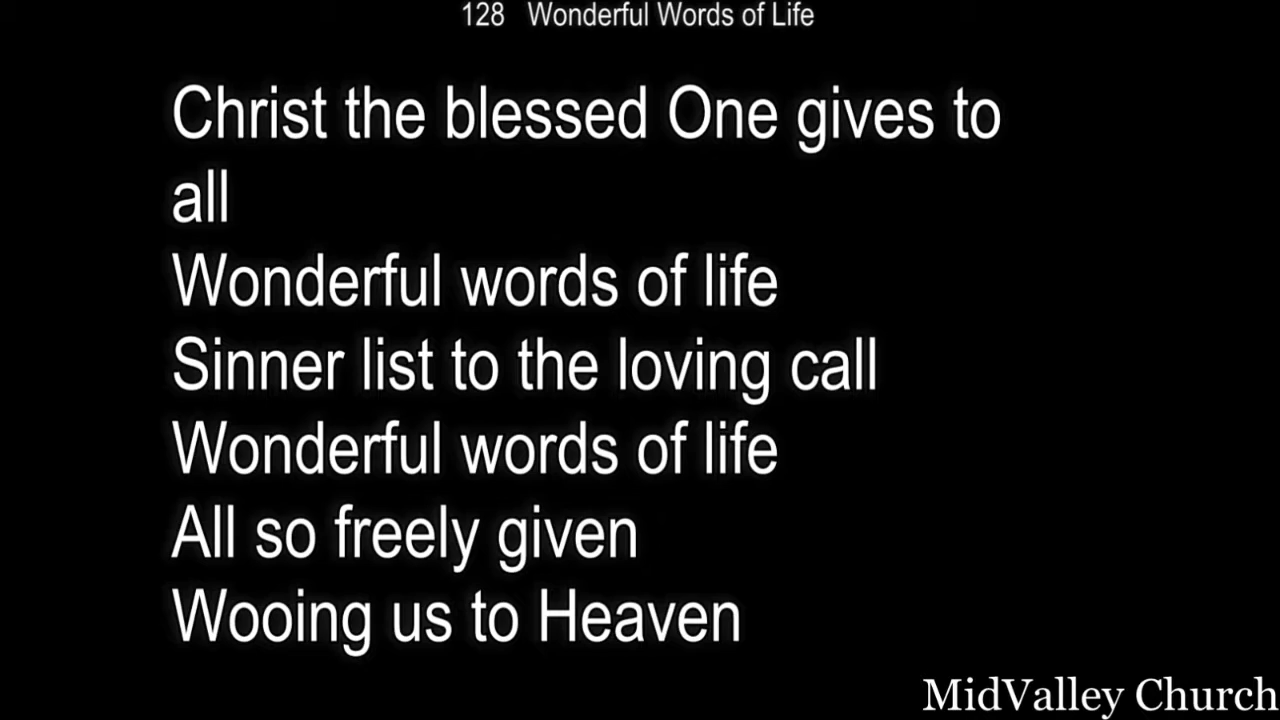 128 Wonderful Words of Life
Christ the blessed One gives to
all
Wonderful words of life
Sinner list to the loving call
Wonderful words of life
All so freely given
Wooing us to Heaven
MidValley Church